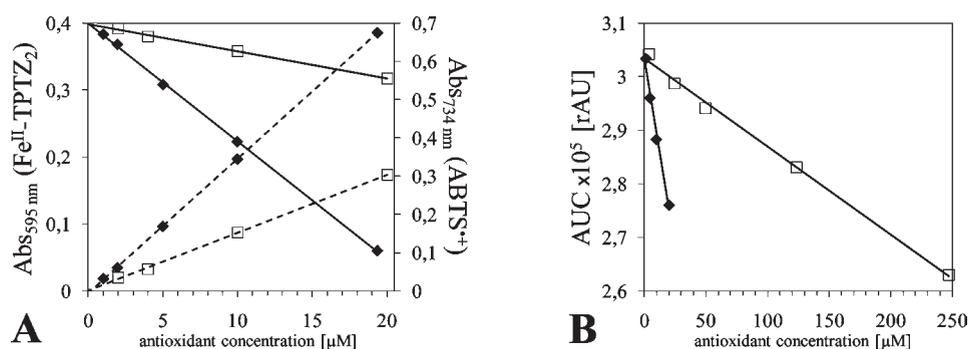 Abs595 nm (FeII-TPTZ2)
0,4
0,3
0,2
0,1
0
0,7
0,6
0,5
0,4
0,3
0,2
0,1
0
Abs734 nm (ABTS•+)
0 5 10 15 20
antioxidant concentration [µM]
A
AUC x10⁵ [rAU]
3,1
3
2,9
2,8
2,7
2,6
0 50 100 150 200 250
antioxidant concentration [µM]
B